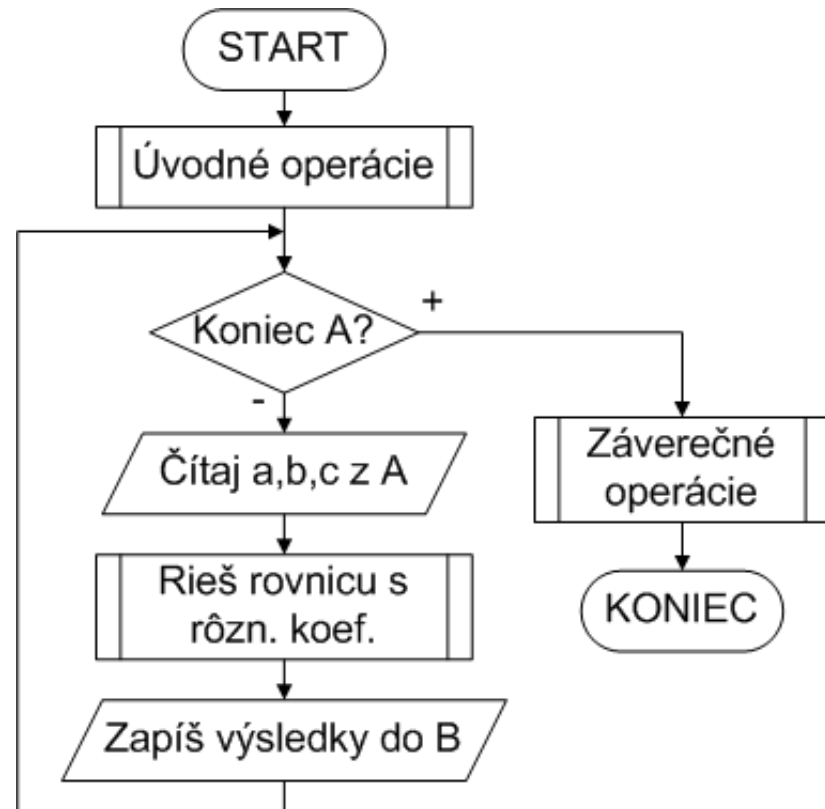 START
Úvodné operácie
Koniec A?
+
-
Čítaj a,b,c z A
Rieš rovnicu s
rôzn. koef.
Zapíš výsledky do B
Záverečné
operácie
KONIEC